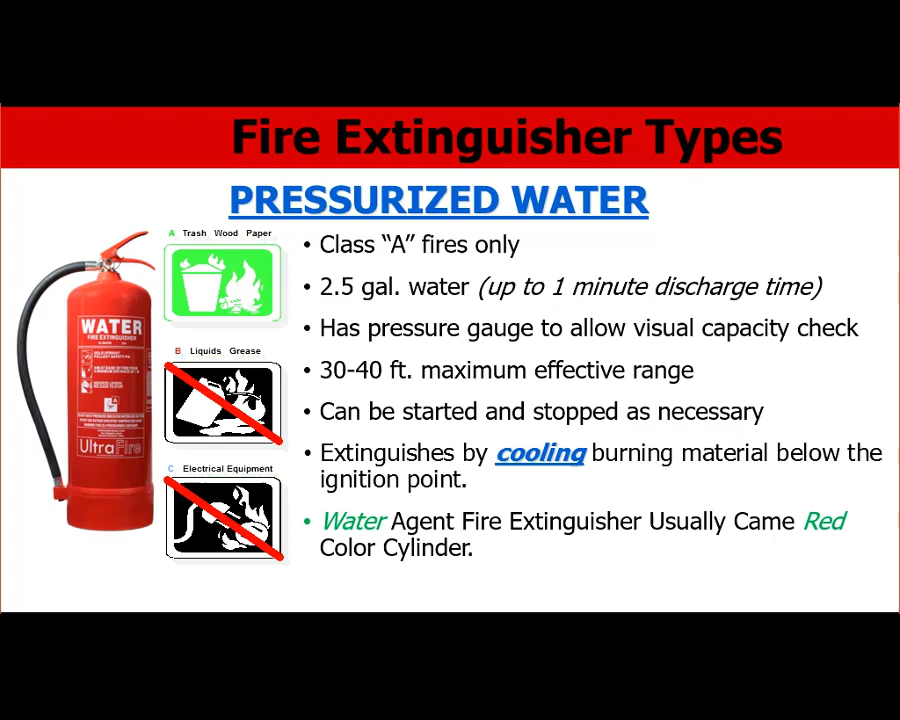 Fire Extinguisher Types
PRESSURIZED WATER
A Trash Wood Paper
• Class “A” fires only
• 2.5 gal. water (up to 1 minute discharge time)
• Has pressure gauge to allow visual capacity check
B Liquids Grease
• 30-40 ft. maximum effective range
• Can be started and stopped as necessary
• Extinguishes by cooling burning material below the
ignition point.
C Electrical Equipment
• Water Agent Fire Extinguisher Usually Came Red
Color Cylinder.
WATER
FIRE EXTINGUISHER
UltraFire